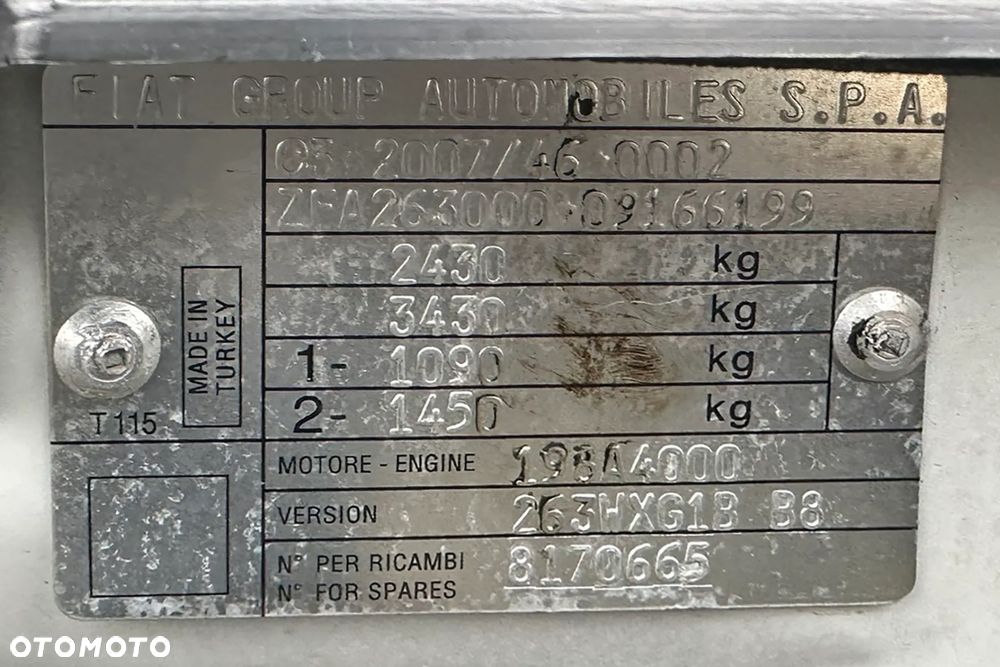 FIAT GROUP AUTOMOBILES S.P.A.
e3*2007/46*0002
ZFA26300009166199
2430 kg
3430 kg
1- 1090 kg
2- 1450 kg
MADE IN TURKEY
T115
MOTORE - ENGINE 198A4000
VERSION 263WXG1B B8
N° PER RICAMBI
N° FOR SPARES
8170665
OTOMOTO